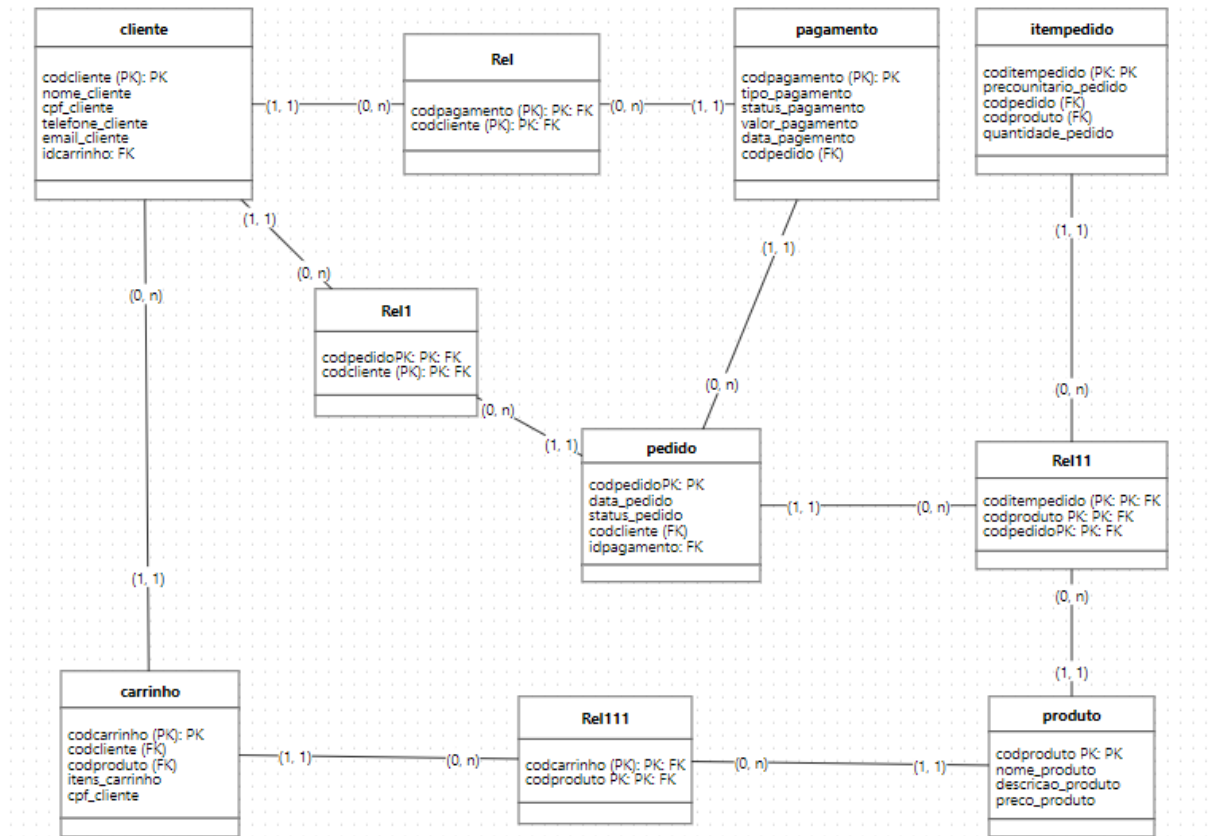 cliente
codcliente (PK): PK
nome_cliente
cpf_cliente
telefone_cliente
email_cliente
idcarrinho: FK
(1, 1)
(0, n)
Rel
codpagamento (PK): PK: FK
codcliente (PK): PK: FK
(0, n)
(1, 1)
pagamento
codpagamento (PK): PK
tipo_pagamento
status_pagamento
valor_pagamento
data_pagemento
codpedido (FK)
itempedido
coditempedido (PK: PK
precounitario_pedido
codpedido (FK)
codproduto (FK)
quantidade_pedido
(1, 1)
(0, n)
Rel1
codpedidoPK: PK: FK
codcliente (PK): PK: FK
(0, n)
(1, 1)
(1, 1)
(0, n)
(1, 1)
(0, n)
pedido
codpedidoPK: PK
data_pedido
status_pedido
codcliente (FK)
idpagamento: FK
(1, 1)
(0, n)
Rel11
coditempedido (PK: PK: FK
codproduto PK: PK: FK
codpedidoPK: PK: FK
(0, n)
(1, 1)
(0, n)
(1, 1)
carrinho
codcarrinho (PK): PK
codcliente (FK)
codproduto (FK)
itens_carrinho
cpf_cliente
(1, 1)
(0, n)
Rel111
codcarrinho (PK): PK: FK
codproduto PK: PK: FK
(0, n)
(1, 1)
produto
codproduto PK: PK
nome_produto
descricao_produto
preco_produto